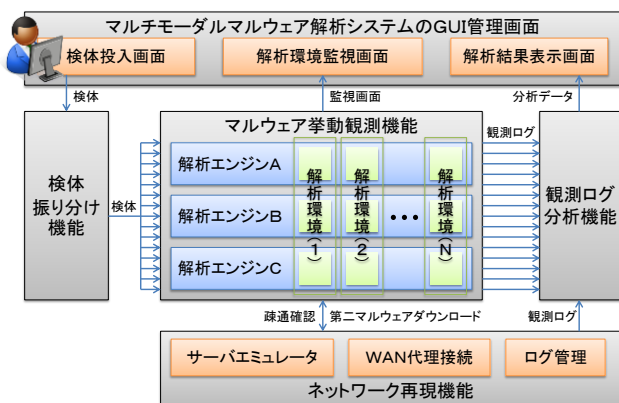 マルチモーダルマルウェア解析システムのGUI管理画面
検体投入画面
解析環境監視画面
解析結果表示画面
検体
監視画面
分析データ
検体
振り分け
機能
検体
マルウェア挙動観測機能
解析エンジンA
解析エンジンB
解析エンジンC
解析環境(1)
解析環境(2)
•••
解析環境(N)
観測ログ
観測ログ
分析機能
疎通確認
第二マルウェアダウンロード
観測ログ
サーバエミュレータ
WAN代理接続
ログ管理
ネットワーク再現機能